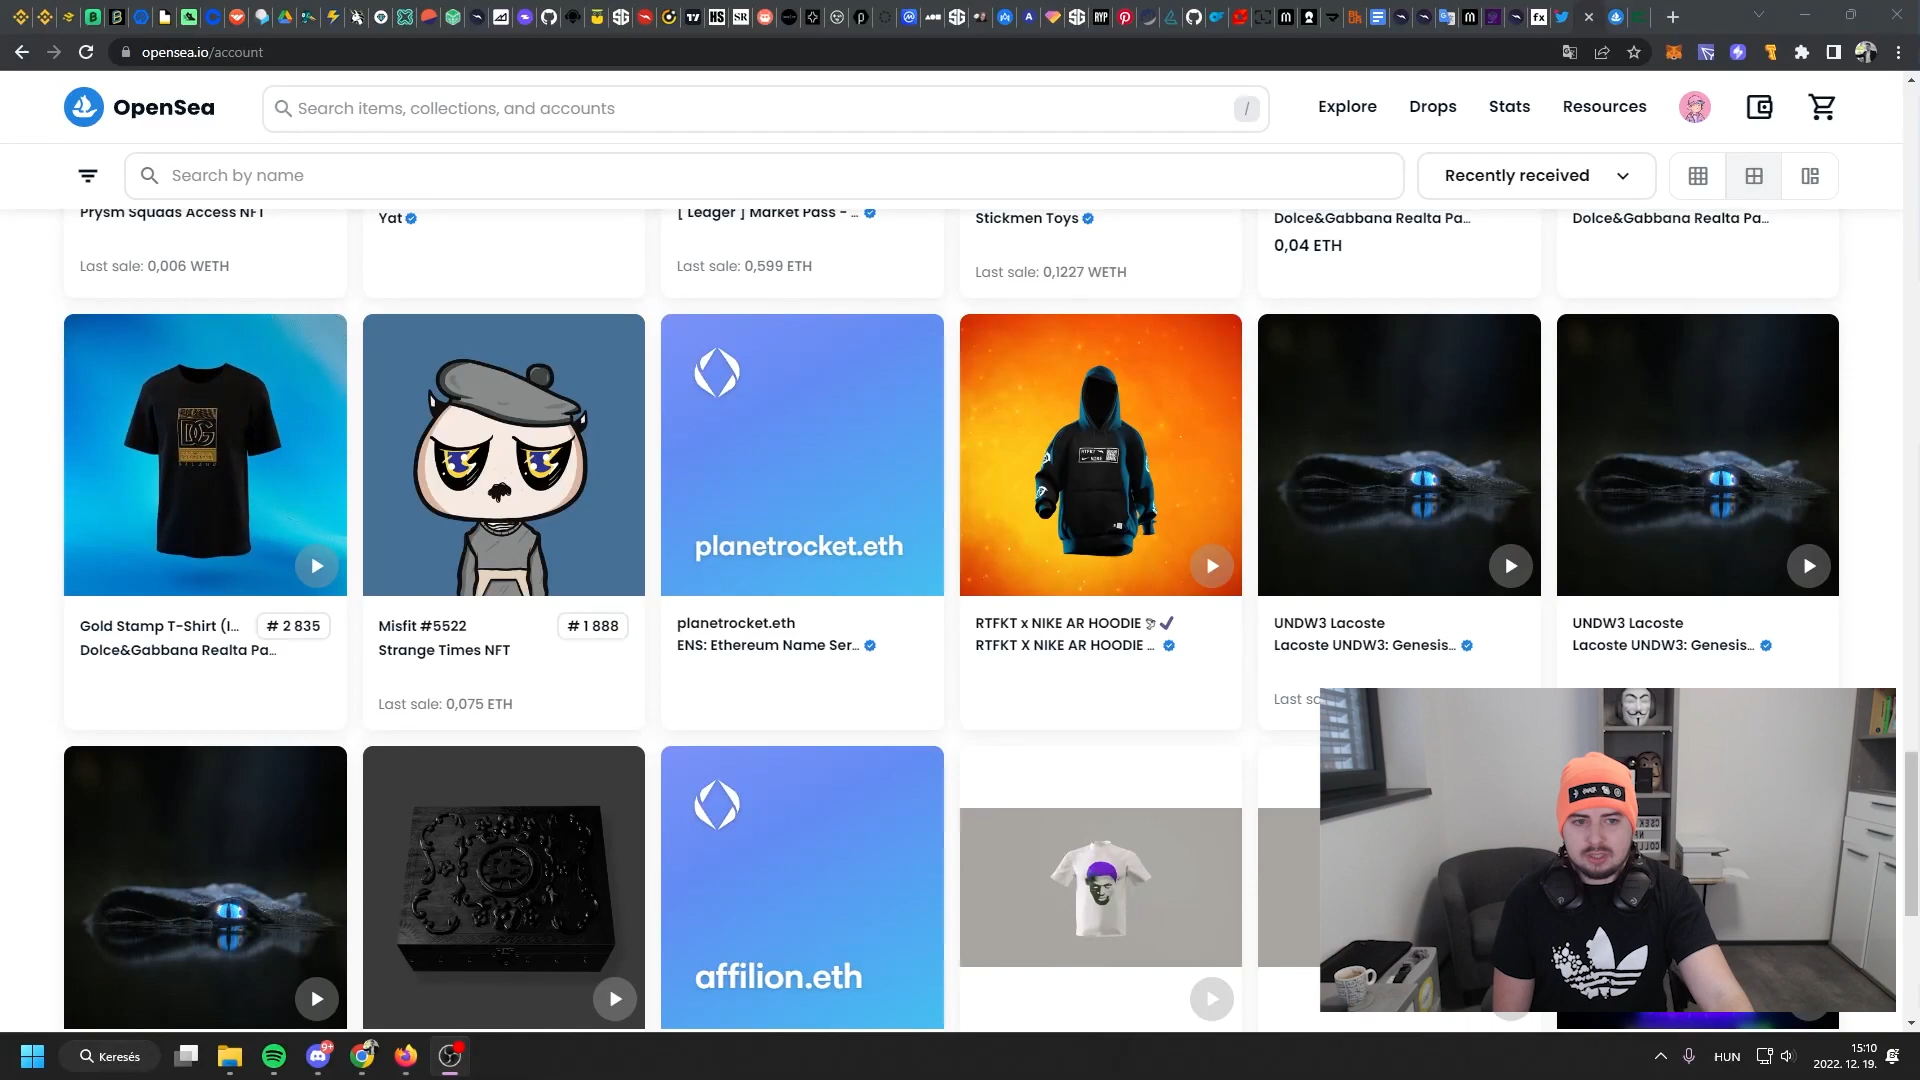 opensea.io/account
OpenSea
Search items, collections, and accounts
/
Explore
Drops
Stats
Resources
Search by name
Recently received
Prysm Squads Access NFT
Last sale: 0,006 WETH
Yat
[ Ledger ] Market Pass - ...
Last sale: 0,599 ETH
Stickmen Toys
Last sale: 0,1227 WETH
Dolce&Gabbana Realta Pa...
0,04 ETH
Dolce&Gabbana Realta Pa...
DG
planetrocket.eth
RTFKT
Gold Stamp T-Shirt (I...
# 2 835
Dolce&Gabbana Realta Pa...
Misfit #5522
# 1 888
Strange Times NFT
Last sale: 0,075 ETH
planetrocket.eth
ENS: Ethereum Name Ser...
RTFKT x NIKE AR HOODIE
RTFKT X NIKE AR HOODIE ...
UNDW3 Lacoste
Lacoste UNDW3: Genesis...
Last sa
UNDW3 Lacoste
Lacoste UNDW3: Genesis...
affilion.eth
Keresés
9+
HUN
15:10
2022. 12. 19.